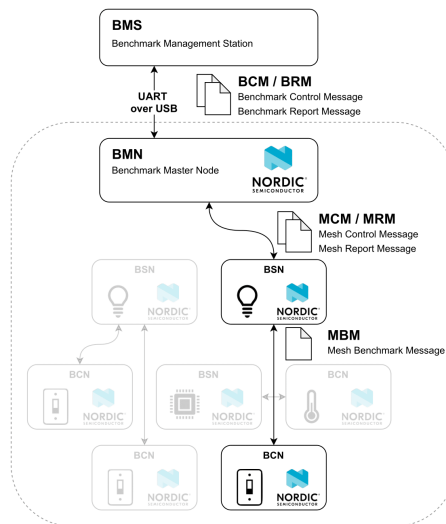 BMS
Benchmark Management Station
UART
over USB
BCM / BRM
Benchmark Control Message
Benchmark Report Message
BMN
Benchmark Master Node
NORDIC
SEMICONDUCTOR
MCM / MRM
Mesh Control Message
Mesh Report Message
BSN
NORDIC
SEMICONDUCTOR
BSN
NORDIC
SEMICONDUCTOR
MBM
Mesh Benchmark Message
BCN
NORDIC
SEMICONDUCTOR
BSN
NORDIC
SEMICONDUCTOR
BCN
NORDIC
SEMICONDUCTOR
BCN
NORDIC
SEMICONDUCTOR
BCN
NORDIC
SEMICONDUCTOR